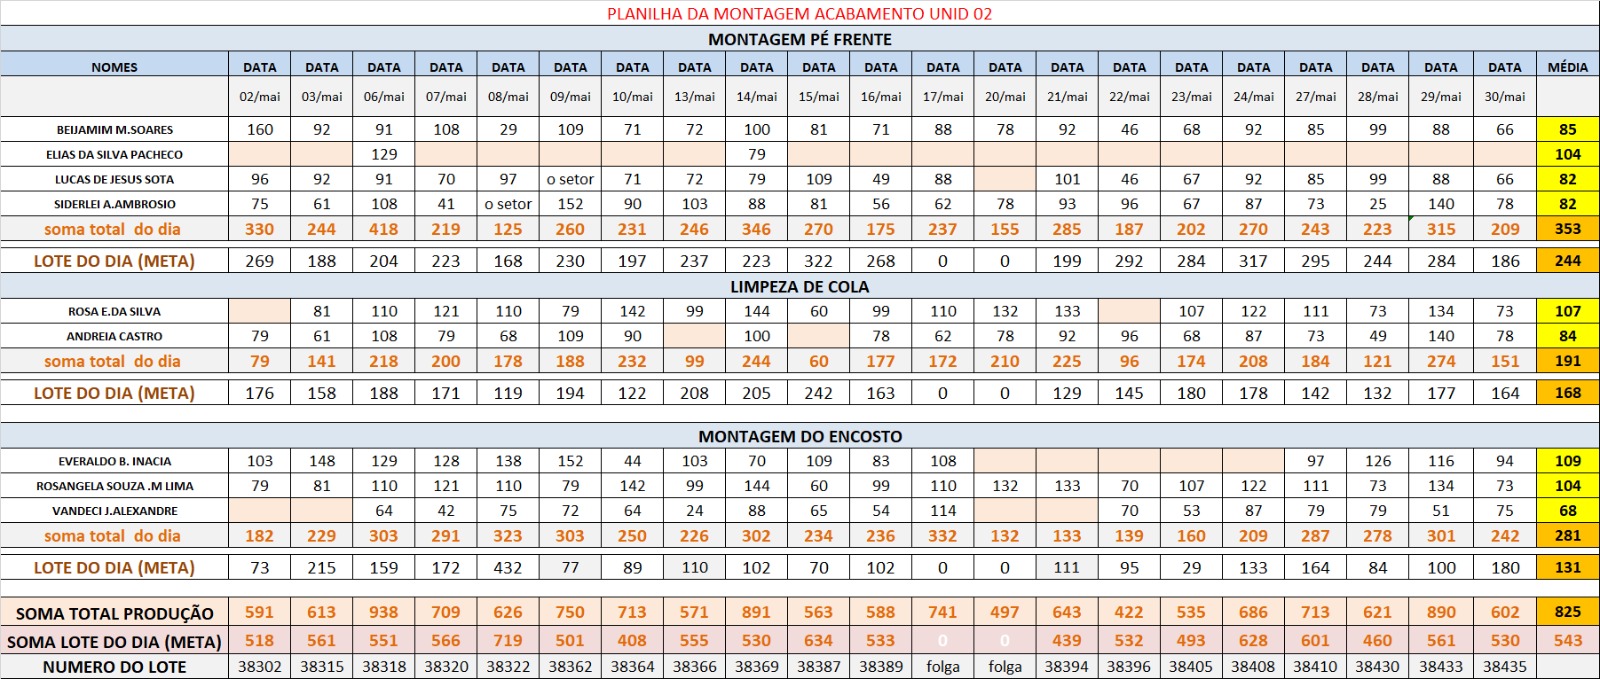 PLANILHA DA MONTAGEM ACABAMENTO UNID 02
MONTAGEM PÉ FRENTE
NOMES DATA DATA DATA DATA DATA DATA DATA DATA DATA DATA DATA DATA DATA DATA DATA DATA DATA DATA DATA DATA DATA MÉDIA
02/mai 03/mai 06/mai 07/mai 08/mai 09/mai 10/mai 13/mai 14/mai 15/mai 16/mai 17/mai 20/mai 21/mai 22/mai 23/mai 24/mai 27/mai 28/mai 29/mai 30/mai
BEIJAMIM M.SOARES 160 92 91 108 29 109 71 72 100 81 71 88 78 92 46 68 92 85 99 88 66 85
ELIAS DA SILVA PACHECO 129 79 104
LUCAS DE JESUS SOTA 96 92 91 70 97 o setor 71 72 79 109 49 88 101 46 67 92 85 99 88 66 82
SIDERLEI A.AMBROSIO 75 61 108 41 o setor 152 90 103 88 81 56 62 78 93 96 67 87 73 25 140 78 82
soma total do dia 330 244 418 219 125 260 231 246 346 270 175 237 155 285 187 202 270 243 223 315 209 353
LOTE DO DIA (META) 269 188 204 223 168 230 197 237 223 322 268 0 0 199 292 284 317 295 244 284 186 244
LIMPEZA DE COLA
ROSA E.DA SILVA 81 110 121 110 79 142 99 144 60 99 110 132 133 107 122 111 73 134 73 107
ANDREIA CASTRO 79 61 108 79 68 109 90 100 78 62 78 92 96 68 87 73 49 140 78 84
soma total do dia 79 141 218 200 178 188 232 99 244 60 177 172 210 225 96 174 208 184 121 274 151 191
LOTE DO DIA (META) 176 158 188 171 119 194 122 208 205 242 163 0 0 129 145 180 178 142 132 177 164 168
MONTAGEM DO ENCOSTO
EVERALDO B. INACIA 103 148 129 128 138 152 44 103 70 109 83 108 97 126 116 94 109
ROSANGELA SOUZA .M LIMA 79 81 110 121 110 79 142 99 144 60 99 110 132 133 70 107 122 111 73 134 73 104
VANDECI J.ALEXANDRE 64 42 75 72 64 24 88 65 54 114 70 53 87 79 79 51 75 68
soma total do dia 182 229 303 291 323 303 250 226 302 234 236 332 132 133 139 160 209 287 278 301 242 281
LOTE DO DIA (META) 73 215 159 172 432 77 89 110 102 70 102 0 0 111 95 29 133 164 84 100 180 131
SOMA TOTAL PRODUÇÃO 591 613 938 709 626 750 713 571 891 563 588 741 497 643 422 535 686 713 621 890 602 825
SOMA LOTE DO DIA (META) 518 561 551 566 719 501 408 555 530 634 533 0 0 439 532 493 628 601 460 561 530 543
NUMERO DO LOTE 38302 38315 38318 38320 38322 38362 38364 38366 38369 38387 38389 folga folga 38394 38396 38405 38408 38410 38430 38433 38435